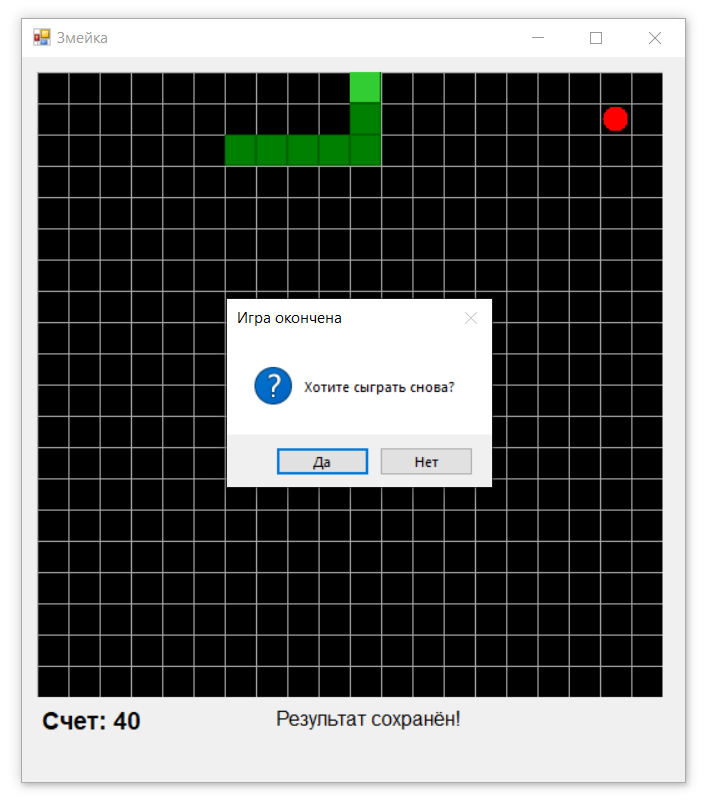 Змейка
Игра окончена
Хотите сыграть снова?
Да
Нет
Счет: 40
Результат сохранён!